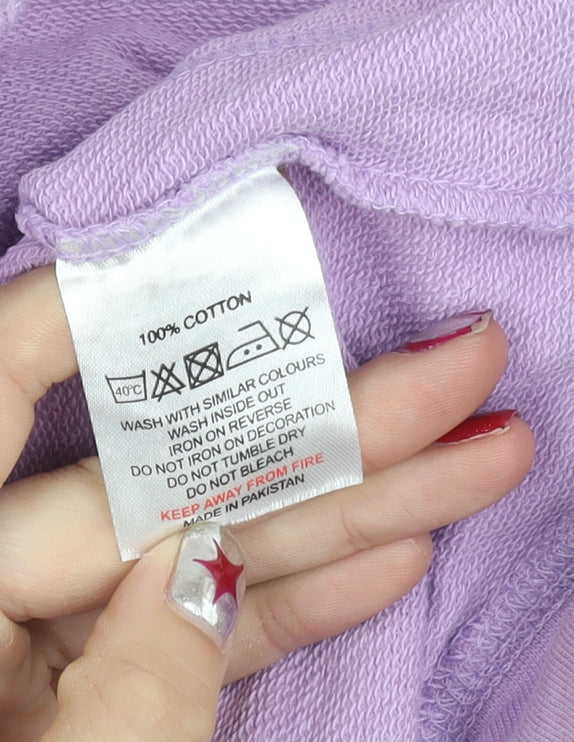 100% COTTON
40°C
WASH WITH SIMILAR COLOURS
WASH INSIDE OUT
IRON ON REVERSE
DO NOT IRON ON DECORATION
DO NOT TUMBLE DRY
DO NOT BLEACH
KEEP AWAY FROM FIRE
MADE IN PAKISTAN